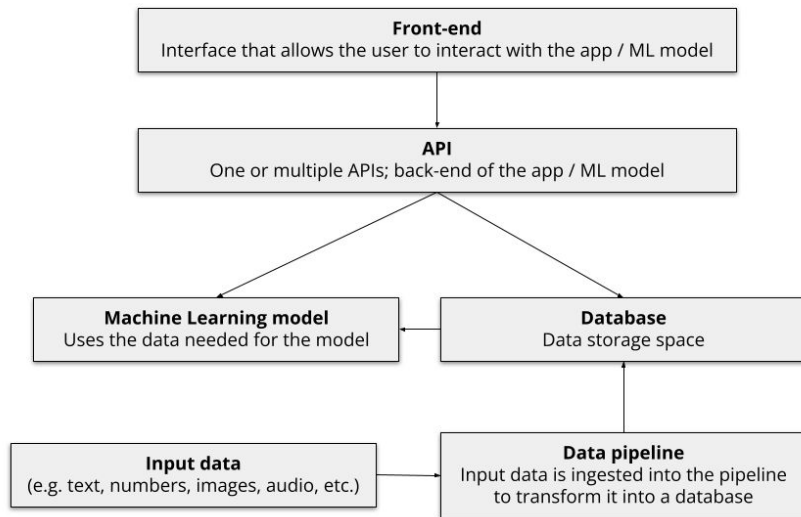 Front-end
Interface that allows the user to interact with the app / ML model
API
One or multiple APIs; back-end of the app / ML model
Machine Learning model
Uses the data needed for the model
Database
Data storage space
Input data
(e.g. text, numbers, images, audio, etc.)
Data pipeline
Input data is ingested into the pipeline
to transform it into a database